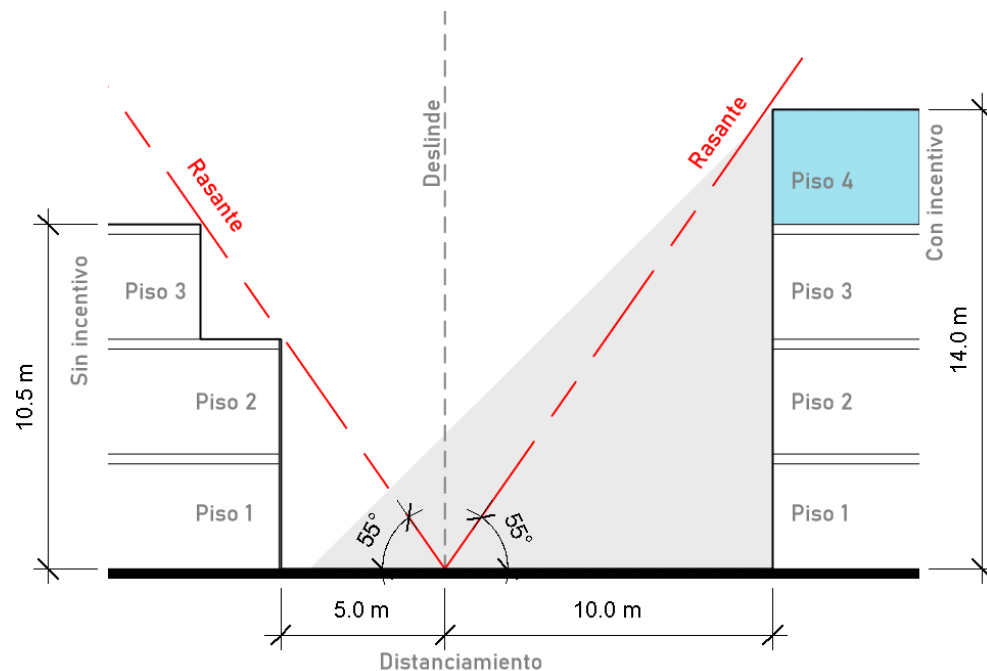 Rasante
Deslinde
Rasante
Piso 4
Con incentivo
Sin incentivo
Piso 3
Piso 3
10.5 m
14.0 m
Piso 2
Piso 2
Piso 1
55°
55°
Piso 1
5.0 m
10.0 m
Distanciamiento